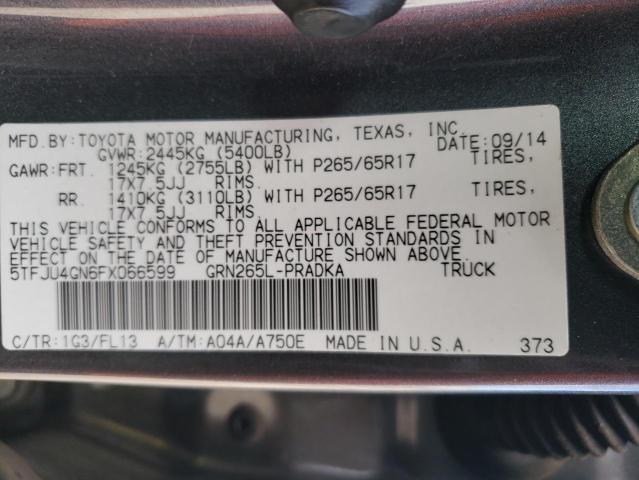 MFD.BY:TOYOTA MOTOR MANUFACTURING, TEXAS, INC.
GVWR:2445KG (5400LB) DATE:09/14
GAWR:FRT. 1245KG (2755LB) WITH P265/65R17 TIRES,
17X7.5JJ RIMS.
RR. 1410KG (3110LB) WITH P265/65R17 TIRES,
17X7.5JJ RIMS.
THIS VEHICLE CONFORMS TO ALL APPLICABLE FEDERAL MOTOR
VEHICLE SAFETY AND THEFT PREVENTION STANDARDS IN
EFFECT ON THE DATE OF MANUFACTURE SHOWN ABOVE.
5TFJU4GN6FX066599 GRN265L-PRADKA TRUCK
C/TR:1G3/FL13 A/TM:A04A/A750E MADE IN U.S.A. 373